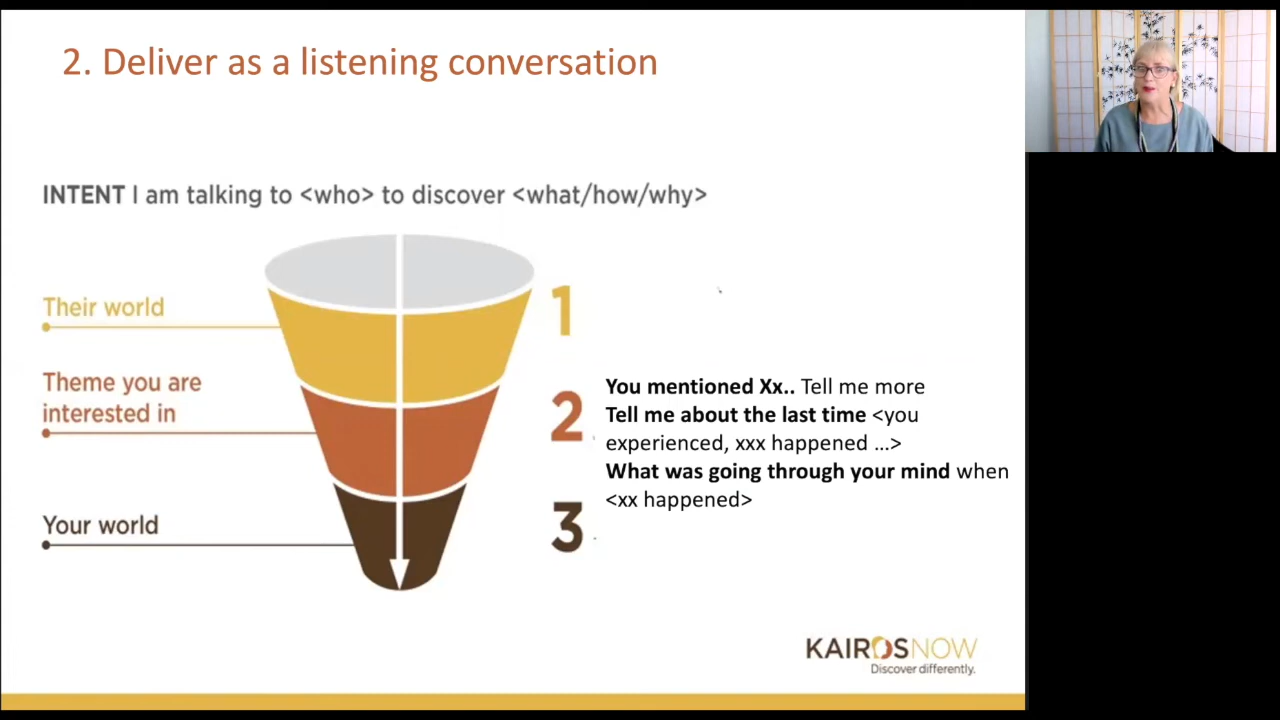 2. Deliver as a listening conversation
INTENT I am talking to <who> to discover <what/how/why>
Their world
1
Theme you are
interested in
2
You mentioned Xx.. Tell me more
Tell me about the last time <you
experienced, xxx happened ...>
What was going through your mind when
<xx happened>
Your world
3
KAIROSNOW
Discover differently.